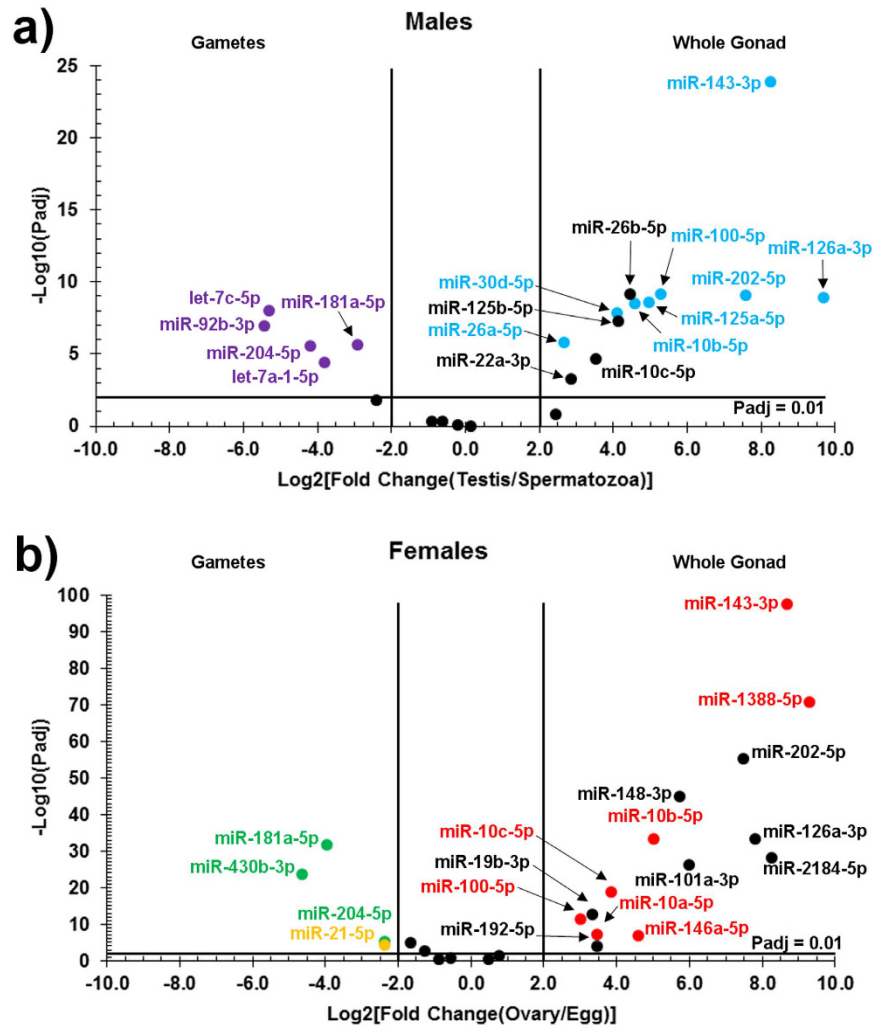 a)
Males
Gametes
Whole Gonad
25
20
15
10
5
0
-Log10(Padj)
miR-143-3p
miR-26b-5p
miR-100-5p
miR-126a-3p
miR-30d-5p
miR-202-5p
let-7c-5p
miR-181a-5p
miR-125b-5p
miR-125a-5p
miR-92b-3p
miR-26a-5p
miR-10b-5p
miR-204-5p
miR-22a-3p
miR-10c-5p
let-7a-1-5p
Padj = 0.01
-10.0 -8.0 -6.0 -4.0 -2.0 0.0 2.0 4.0 6.0 8.0 10.0
Log2[Fold Change(Testis/Spermatozoa)]
b)
Females
Gametes
Whole Gonad
100
90
80
70
60
50
40
30
20
10
0
-Log10(Padj)
miR-143-3p
miR-1388-5p
miR-202-5p
miR-148-3p
miR-10b-5p
miR-10c-5p
miR-126a-3p
miR-181a-5p
miR-19b-3p
miR-2184-5p
miR-430b-3p
miR-100-5p
miR-101a-3p
miR-10a-5p
miR-204-5p
miR-192-5p
miR-146a-5p
miR-21-5p
Padj = 0.01
-10.0 -8.0 -6.0 -4.0 -2.0 0.0 2.0 4.0 6.0 8.0 10.0
Log2[Fold Change(Ovary/Egg)]